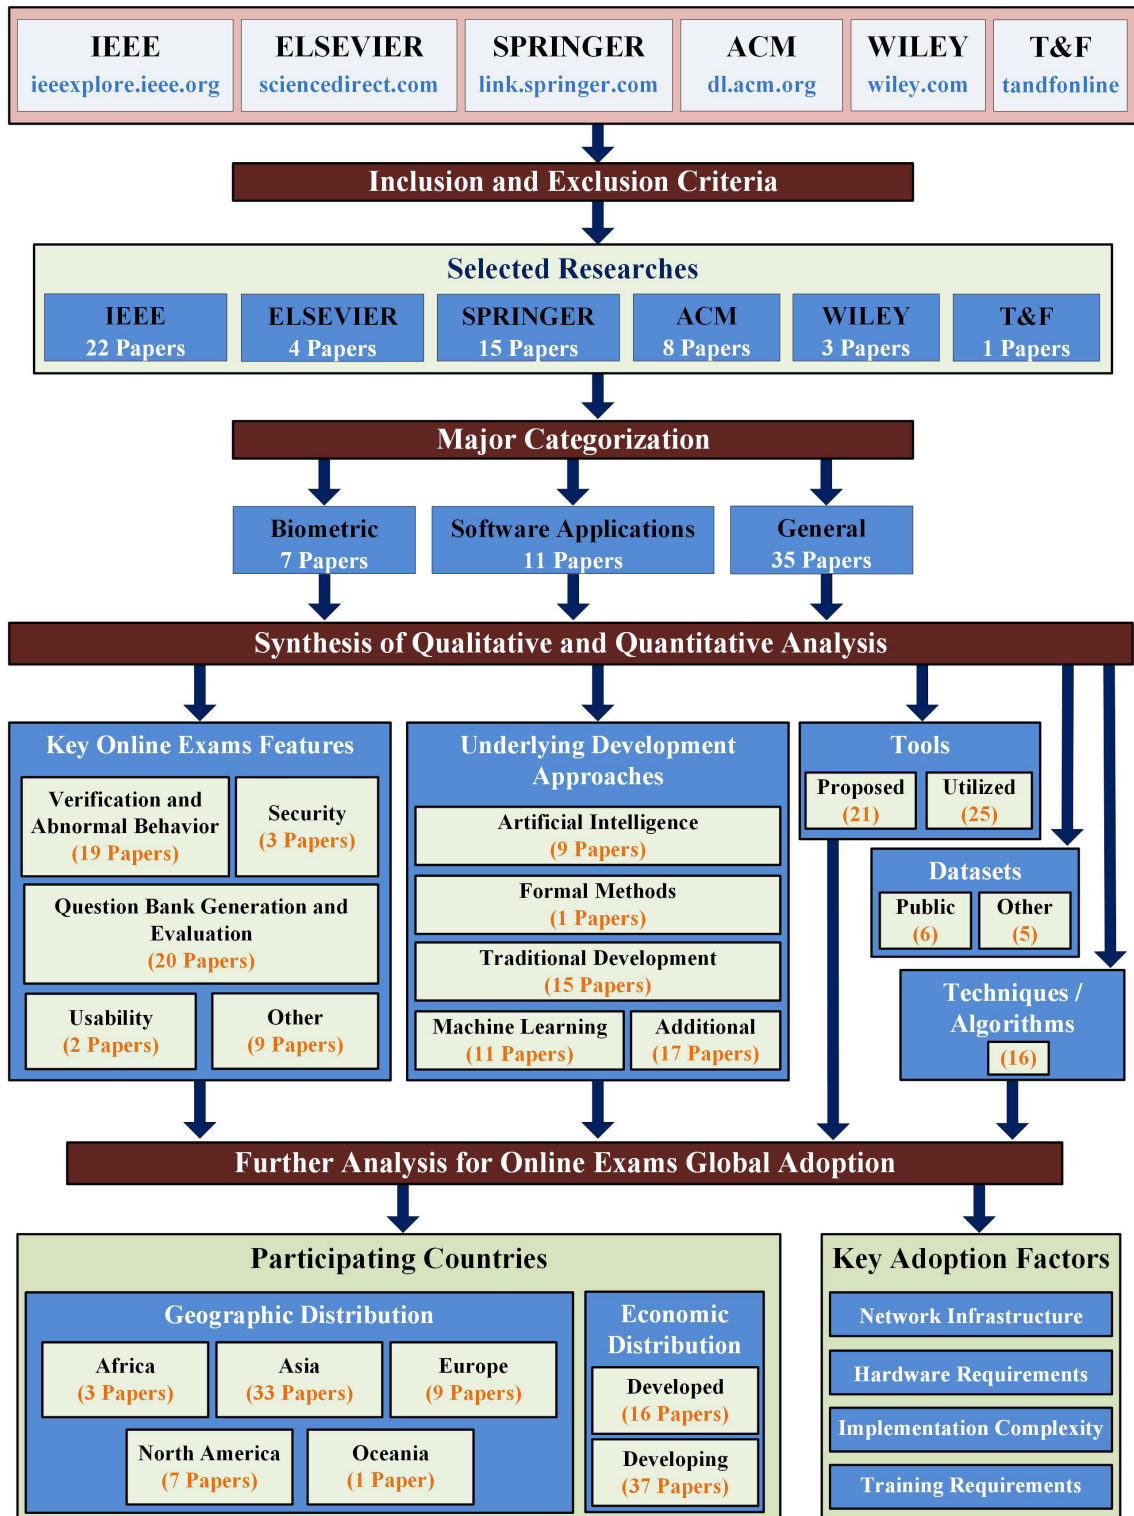 IEEE
ieeexplore.ieee.org
ELSEVIER
sciencedirect.com
SPRINGER
link.springer.com
ACM
dl.acm.org
WILEY
wiley.com
T&F
tandfonline
Inclusion and Exclusion Criteria
Selected Researches
IEEE
22 Papers
ELSEVIER
4 Papers
SPRINGER
15 Papers
ACM
8 Papers
WILEY
3 Papers
T&F
1 Papers
Major Categorization
Biometric
7 Papers
Software Applications
11 Papers
General
35 Papers
Synthesis of Qualitative and Quantitative Analysis
Key Online Exams Features
Verification and
Abnormal Behavior
(19 Papers)
Security
(3 Papers)
Question Bank Generation and
Evaluation
(20 Papers)
Usability
(2 Papers)
Other
(9 Papers)
Underlying Development
Approaches
Artificial Intelligence
(9 Papers)
Formal Methods
(1 Papers)
Traditional Development
(15 Papers)
Machine Learning
(11 Papers)
Additional
(17 Papers)
Tools
Proposed
(21)
Utilized
(25)
Datasets
Public
(6)
Other
(5)
Techniques /
Algorithms
(16)
Further Analysis for Online Exams Global Adoption
Participating Countries
Geographic Distribution
Africa
(3 Papers)
Asia
(33 Papers)
Europe
(9 Papers)
North America
(7 Papers)
Oceania
(1 Paper)
Economic
Distribution
Developed
(16 Papers)
Developing
(37 Papers)
Key Adoption Factors
Network Infrastructure
Hardware Requirements
Implementation Complexity
Training Requirements